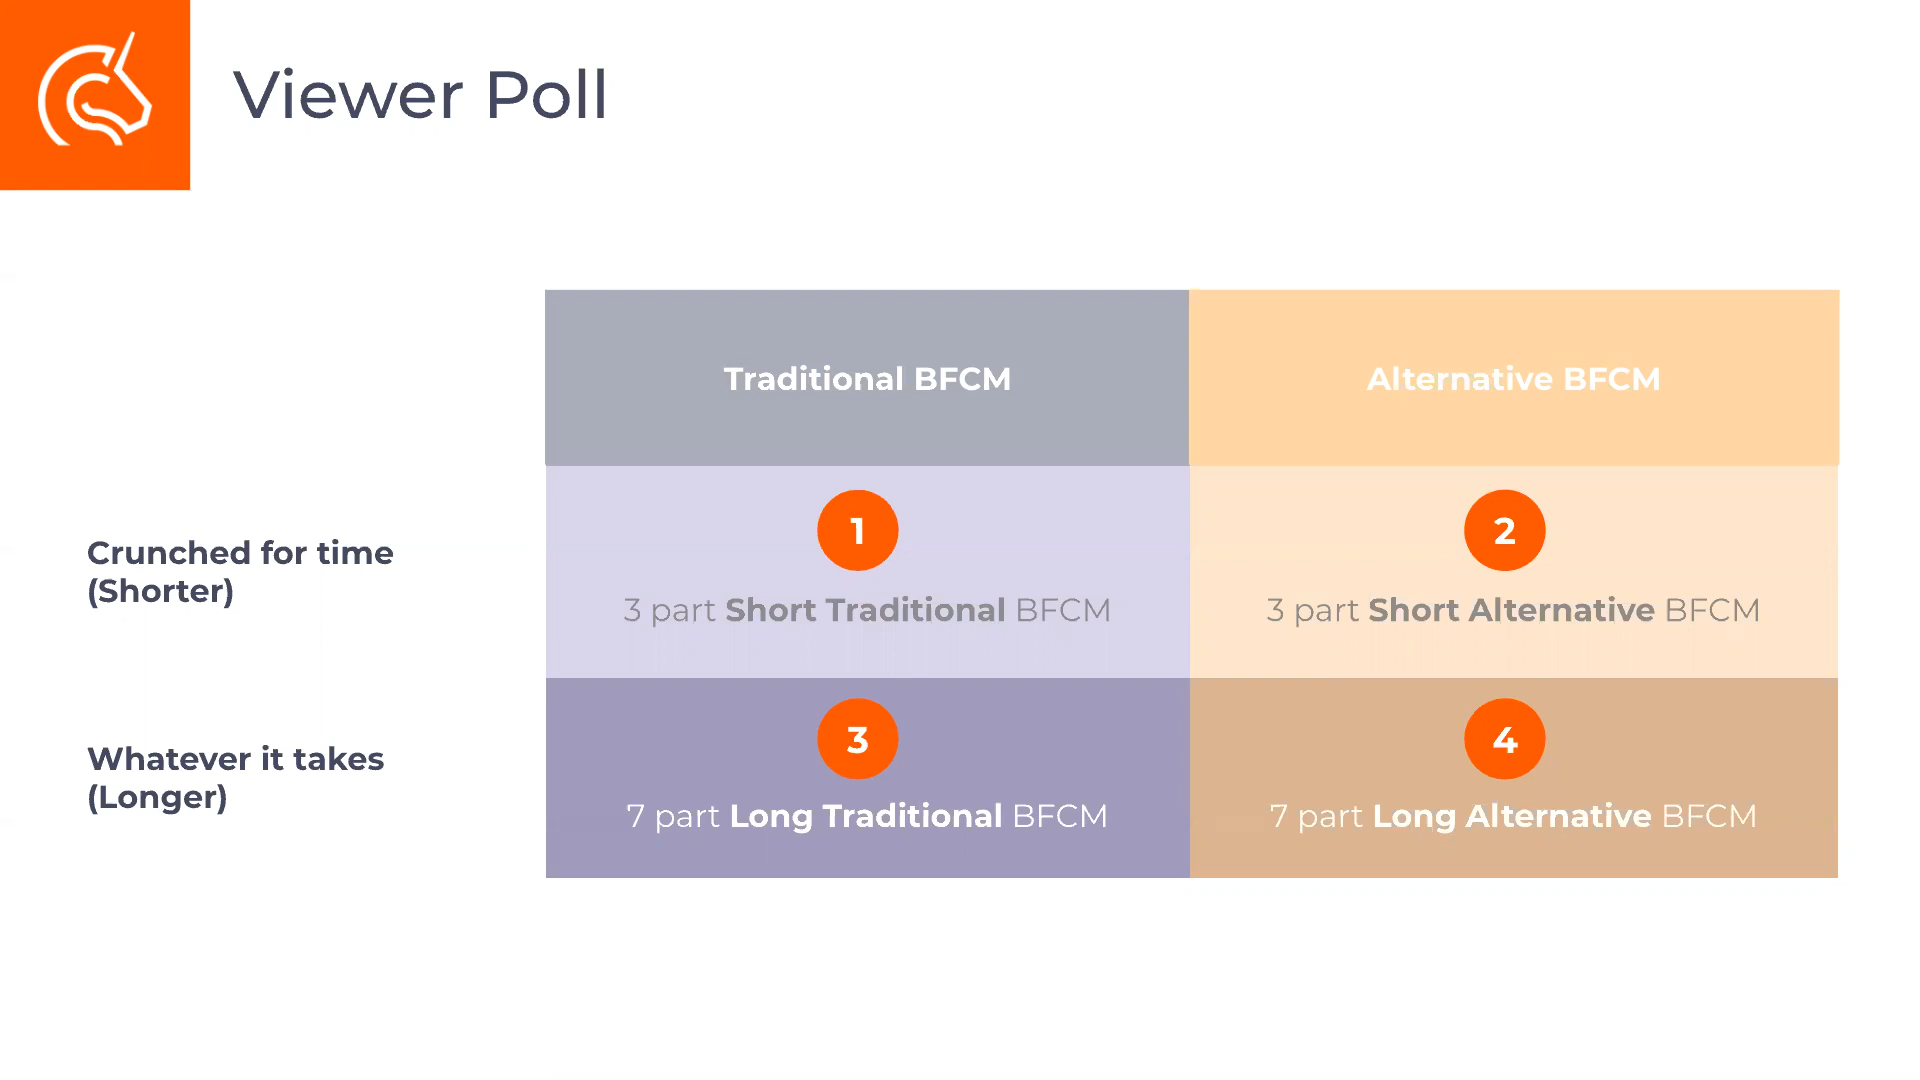 Viewer Poll
Traditional BFCM
Alternative BFCM
Crunched for time
(Shorter)
1
3 part Short Traditional BFCM
2
3 part Short Alternative BFCM
Whatever it takes
(Longer)
3
7 part Long Traditional BFCM
4
7 part Long Alternative BFCM